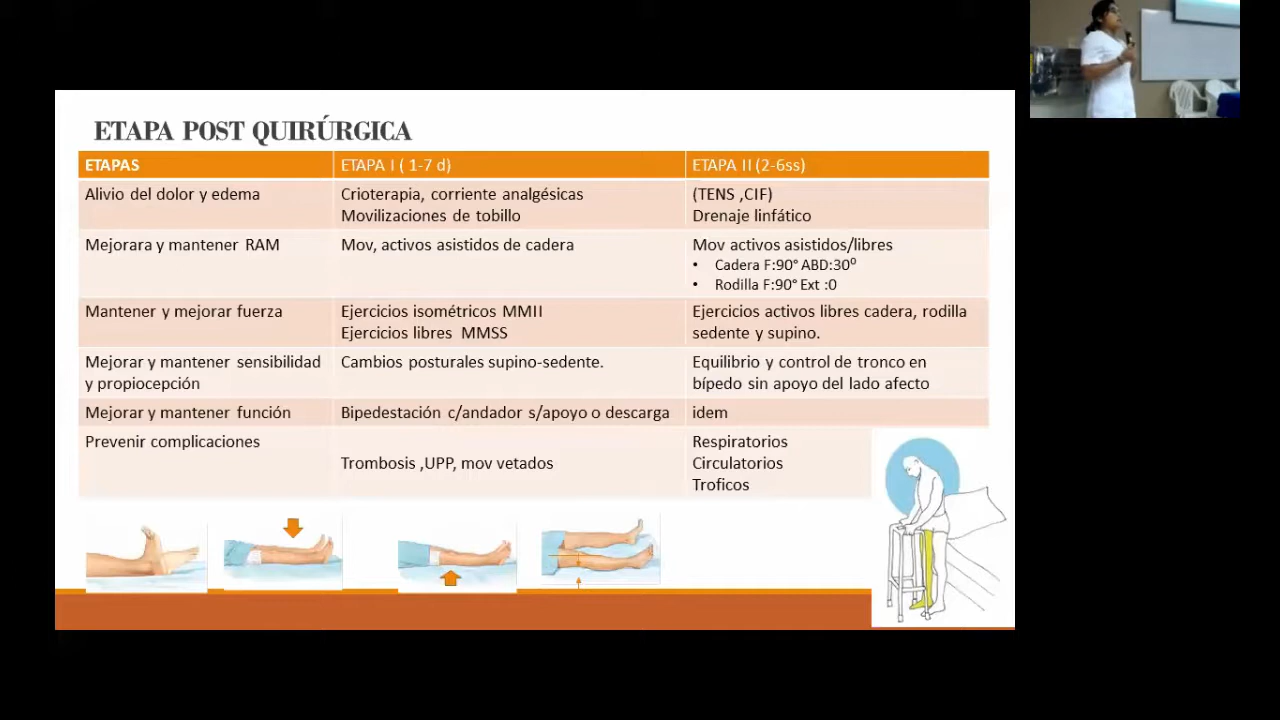 ETAPA POST QUIRÚRGICA
ETAPAS
ETAPA I ( 1-7 d)
ETAPA II (2-6ss)
Alivio del dolor y edema
Crioterapia, corriente analgésicas
Movilizaciones de tobillo
(TENS ,CIF)
Drenaje linfático
Mejorara y mantener RAM
Mov, activos asistidos de cadera
Mov activos asistidos/libres
• Cadera F:90° ABD:30⁰
• Rodilla F:90° Ext :0
Mantener y mejorar fuerza
Ejercicios isométricos MMII
Ejercicios libres MMSS
Ejercicios activos libres cadera, rodilla
sedente y supino.
Mejorar y mantener sensibilidad
y propiocepción
Cambios posturales supino-sedente.
Equilibrio y control de tronco en
bípedo sin apoyo del lado afecto
Mejorar y mantener función
Bipedestación c/andador s/apoyo o descarga
idem
Prevenir complicaciones
Trombosis ,UPP, mov vetados
Respiratorios
Circulatorios
Troficos